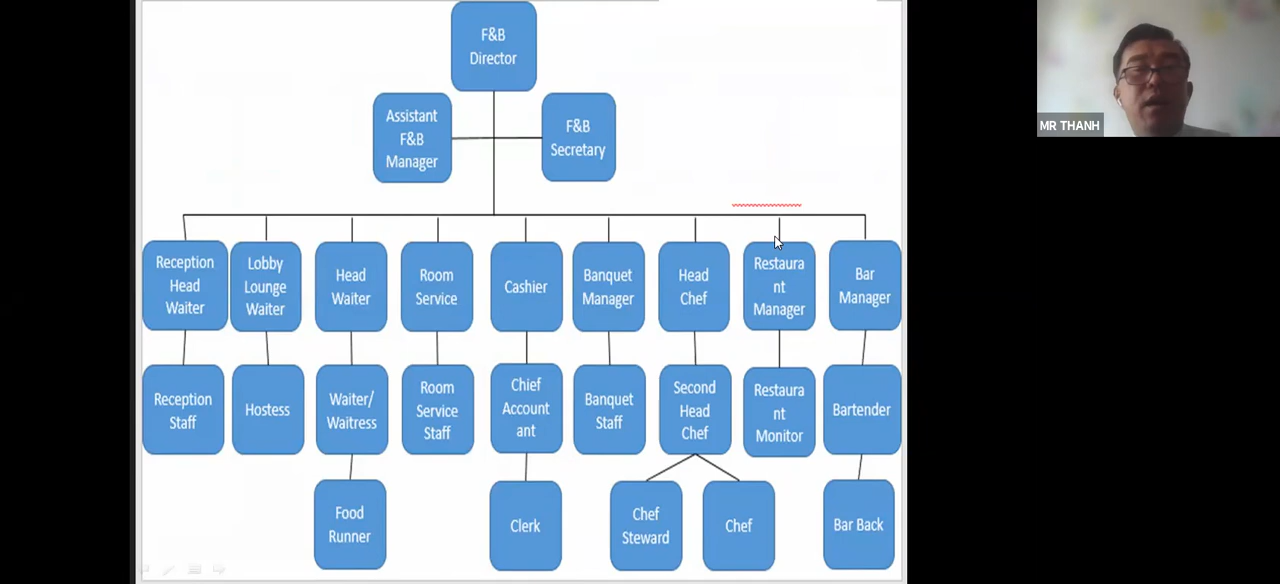 F&B
Director
Assistant
F&B
Manager
F&B
Secretary
Reception
Head
Waiter
Lobby
Lounge
Waiter
Head
Waiter
Room
Service
Cashier
Banquet
Manager
Head
Chef
Restaura
nt
Manager
Bar
Manager
Reception
Staff
Hostess
Waiter/
Waitress
Room
Service
Staff
Chief
Account
ant
Banquet
Staff
Second
Head
Chef
Restaura
nt
Monitor
Bartender
Food
Runner
Clerk
Chef
Steward
Chef
Bar Back
MR THANH